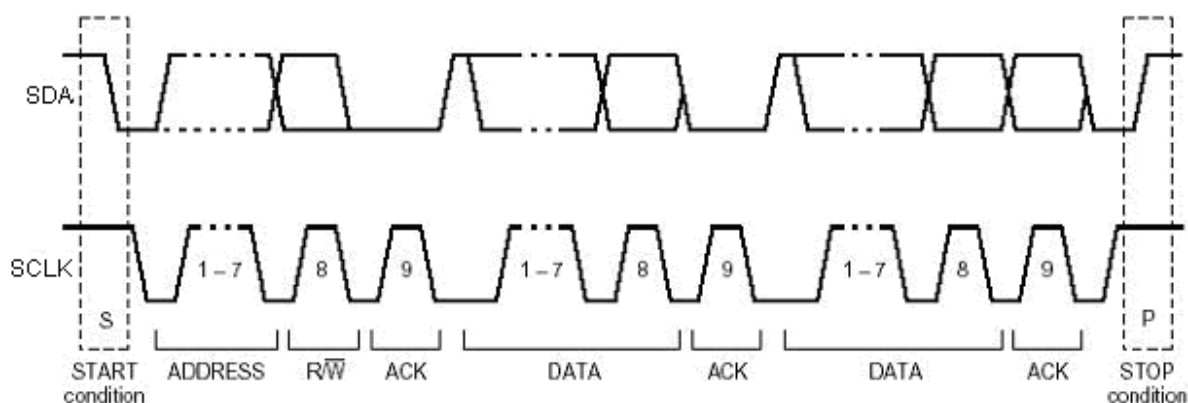 SDA
SCLK
1 – 7 8 9 1 – 7 8 9 1 – 7 8 9
S P
START ADDRESS R/W̅ ACK DATA ACK DATA ACK STOP
condition condition